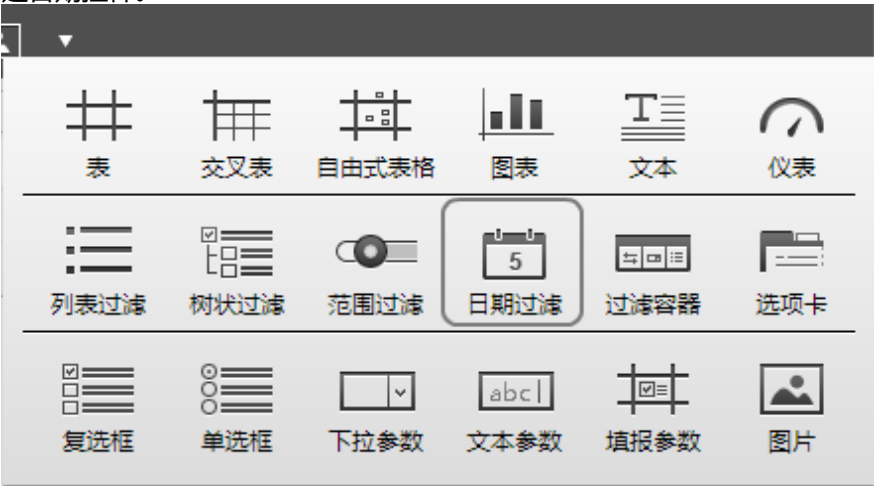 表 交叉表 自由式表格 图表 文本 仪表
5
列表过滤 树状过滤 范围过滤 日期过滤 过滤容器 选项卡
abc
复选框 单选框 下拉参数 文本参数 填报参数 图片